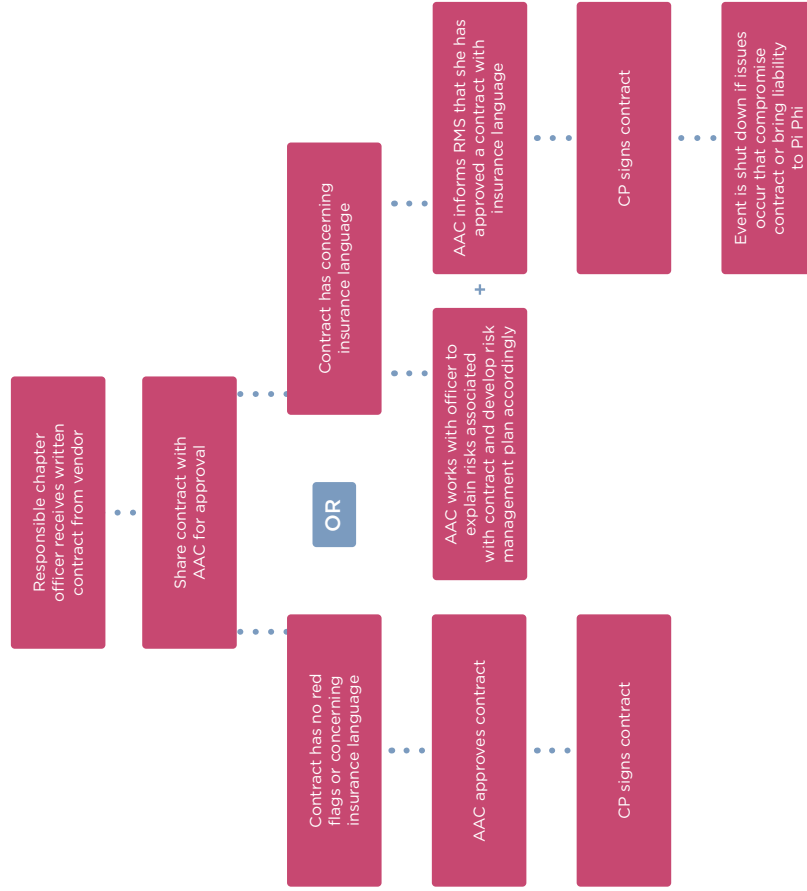 Responsible chapter
officer receives written
contract from vendor
Share contract with
AAC for approval
OR
Contract has no red
flags or concerning
insurance language
AAC approves contract
CP signs contract
Contract has concerning
insurance language
AAC works with officer to
explain risks associated
with contract and develop risk
management plan accordingly
+
AAC informs RMS that she has
approved a contract with
insurance language
CP signs contract
Event is shut down if issues
occur that compromise
contract or bring liability
to Pi Phi